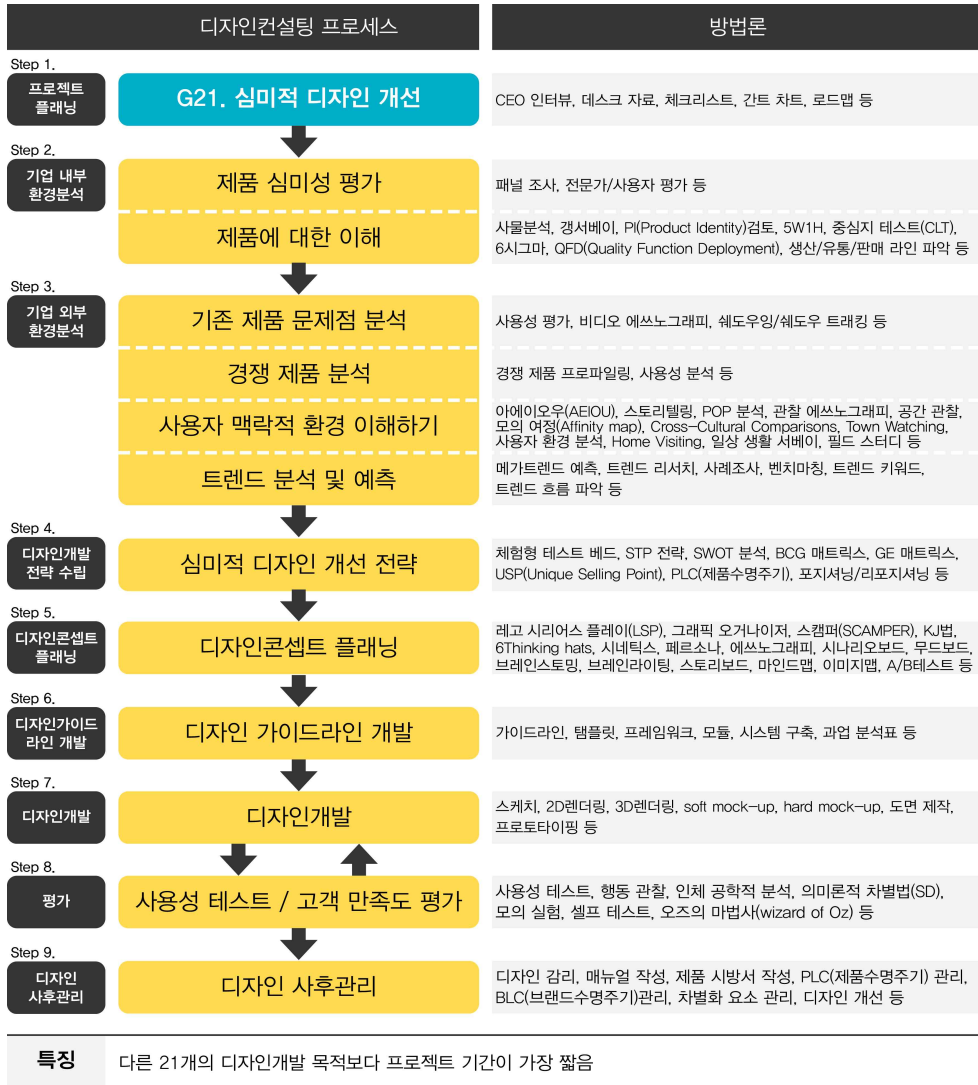 디자인컨설팅 프로세스
방법론
Step 1.
프로젝트
플래닝
G21. 심미적 디자인 개선
CEO 인터뷰, 데스크 자료, 체크리스트, 간트 차트, 로드맵 등
Step 2.
기업 내부
환경분석
제품 심미성 평가
패널 조사, 전문가/사용자 평가 등
제품에 대한 이해
사물분석, 갱서베이, PI(Product Identity)검토, 5W1H, 중심지 테스트(CLT),
6시그마, QFD(Quality Function Deployment), 생산/유통/판매 라인 파악 등
Step 3.
기업 외부
환경분석
기존 제품 문제점 분석
사용성 평가, 비디오 에쓰노그래피, 쉐도우잉/쉐도우 트래킹 등
경쟁 제품 분석
경쟁 제품 프로파일링, 사용성 분석 등
사용자 맥락적 환경 이해하기
아에이오우(AEIOU), 스토리텔링, POP 분석, 관찰 에쓰노그래피, 공간 관찰,
모의 여정(Affinity map), Cross-Cultural Comparisons, Town Watching,
사용자 환경 분석, Home Visiting, 일상 생활 서베이, 필드 스터디 등
트렌드 분석 및 예측
메가트렌드 예측, 트렌드 리서치, 사례조사, 벤치마칭, 트렌드 키워드,
트렌드 흐름 파악 등
Step 4.
디자인개발
전략 수립
심미적 디자인 개선 전략
체험형 테스트 베드, STP 전략, SWOT 분석, BCG 매트릭스, GE 매트릭스,
USP(Unique Selling Point), PLC(제품수명주기), 포지셔닝/리포지셔닝 등
Step 5.
디자인콘셉트
플래닝
디자인콘셉트 플래닝
레고 시리어스 플레이(LSP), 그래픽 오거나이저, 스캠퍼(SCAMPER), KJ법,
6Thinking hats, 시네틱스, 페르소나, 에쓰노그래피, 시나리오보드, 무드보드,
브레인스토밍, 브레인라이팅, 스토리보드, 마인드맵, 이미지맵, A/B테스트 등
Step 6.
디자인가이드
라인 개발
디자인 가이드라인 개발
가이드라인, 탬플릿, 프레임워크, 모듈, 시스템 구축, 과업 분석표 등
Step 7.
디자인개발
디자인개발
스케치, 2D렌더링, 3D렌더링, soft mock-up, hard mock-up, 도면 제작,
프로토타이핑 등
Step 8.
평가
사용성 테스트 / 고객 만족도 평가
사용성 테스트, 행동 관찰, 인체 공학적 분석, 의미론적 차별법(SD),
모의 실험, 셀프 테스트, 오즈의 마법사(wizard of Oz) 등
Step 9.
디자인
사후관리
디자인 사후관리
디자인 감리, 매뉴얼 작성, 제품 시방서 작성, PLC(제품수명주기) 관리,
BLC(브랜드수명주기)관리, 차별화 요소 관리, 디자인 개선 등
특징
다른 21개의 디자인개발 목적보다 프로젝트 기간이 가장 짧음